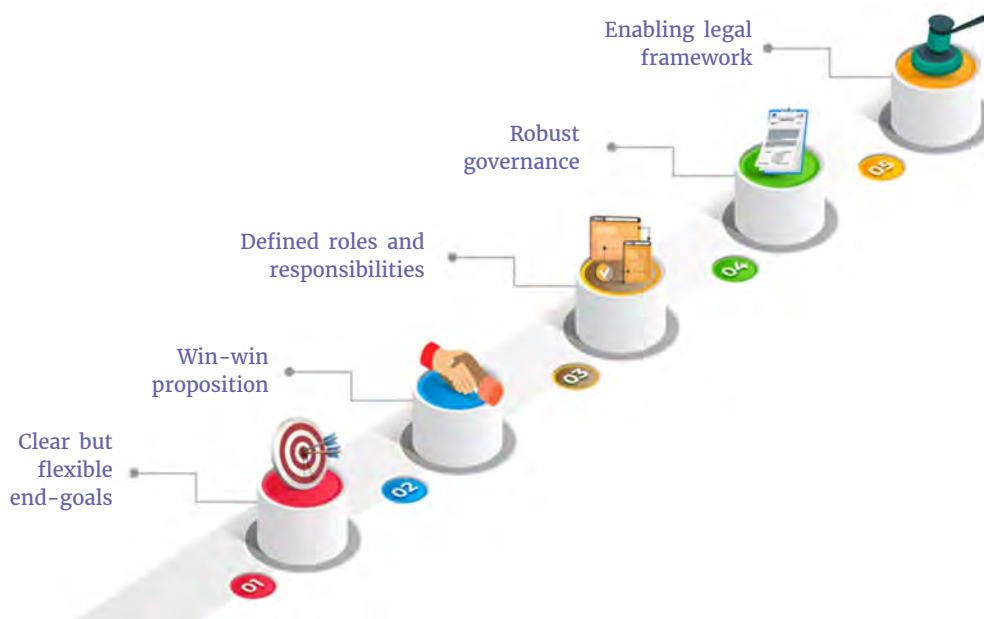 Enabling legal
framework
Robust
governance
Defined roles and
responsibilities
Win-win
proposition
Clear but
flexible
end-goals
05
04
03
02
01